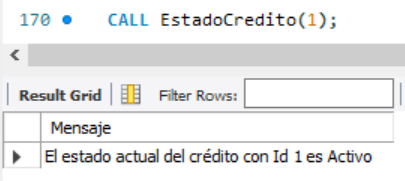 170 CALL EstadoCredito(1);
Result Grid Filter Rows:
Mensaje
El estado actual del crédito con Id 1 es Activo